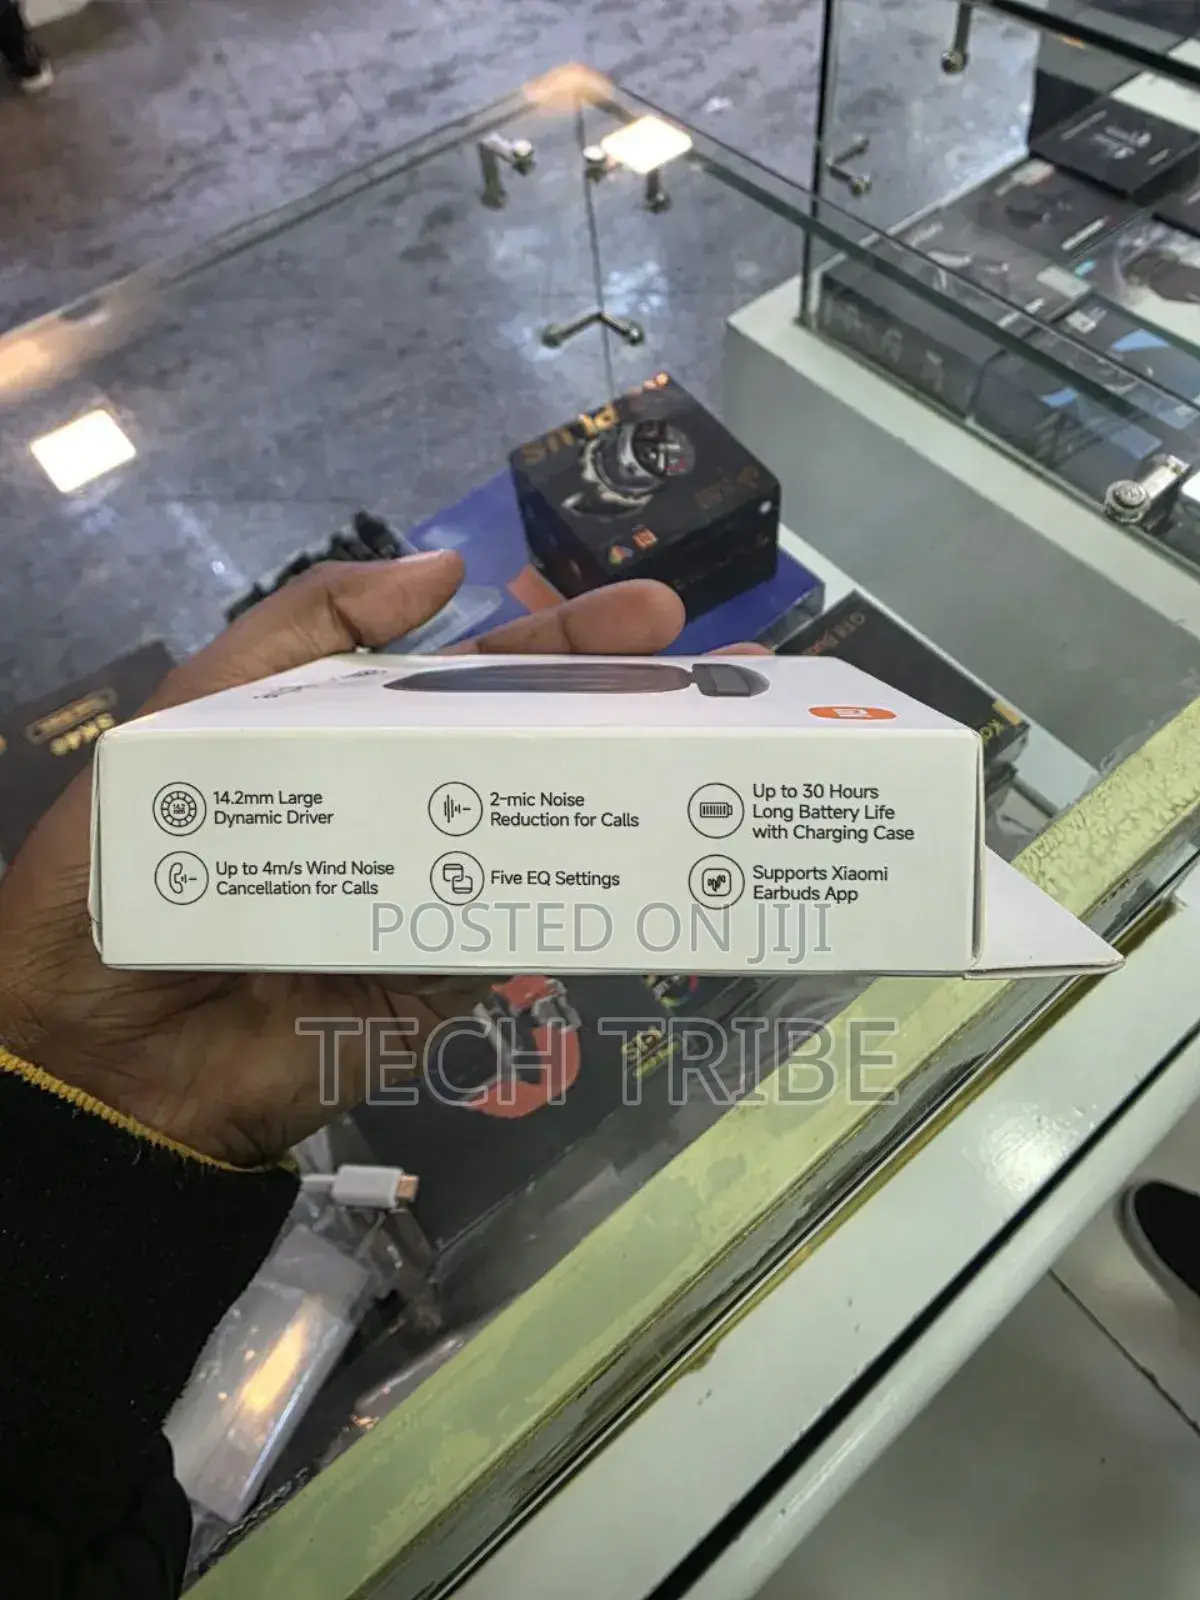 PLUS
14.2mm Large
Dynamic Driver
2-mic Noise
Reduction for Calls
Up to 30 Hours
Long Battery Life
with Charging Case
Up to 4m/s Wind Noise
Cancellation for Calls
Five EQ Settings
Supports Xiaomi
Earbuds App
POSTED ON JIJI
TECH TRIBE